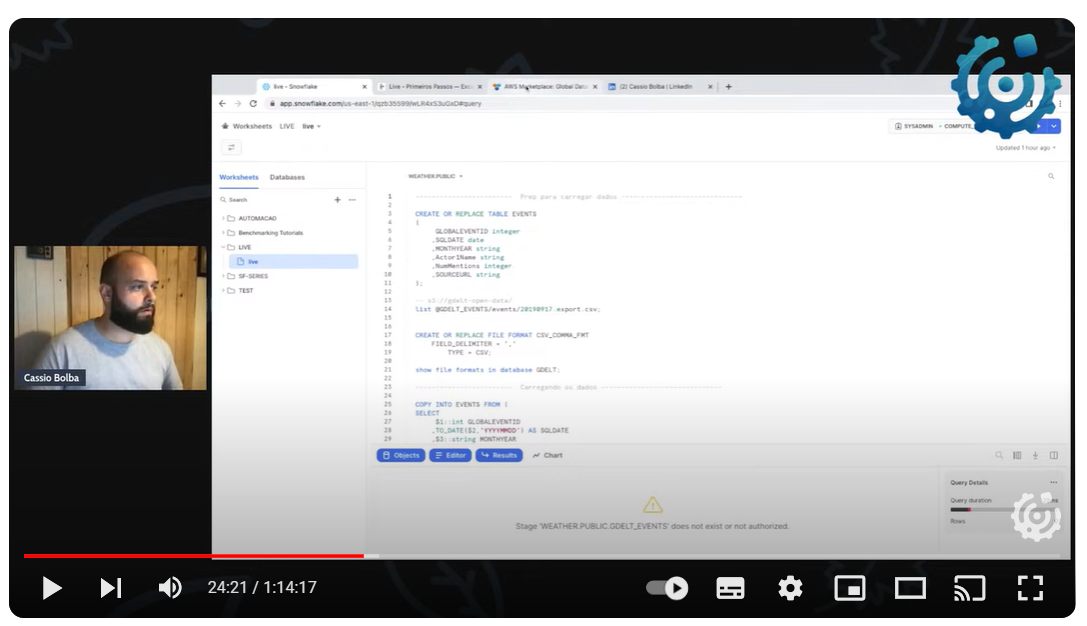 live - Snowflake
Live - Primeiros Passos — Exc
AWS Marketplace: Global Data
(2) Cassio Bolba | LinkedIn
app.snowflake.com/us-east-1/qzb35599/wLR4xS3uGxD#query
Worksheets LIVE live
SYSADMIN COMPUTE_
Updated 1 hour ago
Worksheets Databases
Search
AUTOMACAO
Benchmarking Tutorials
LIVE
live
SF-SERIES
TEST
WEATHER.PUBLIC
1 ------------------------ Prep para carregar dados ------------------------------
2
3 CREATE OR REPLACE TABLE EVENTS
4 (
5 GLOBALEVENTID integer
6 ,SQLDATE date
7 ,MONTHYEAR string
8 ,Actor1Name string
9 ,NumMentions integer
10 ,SOURCEURL string
11 );
12
13 -- s3://gdelt-open-data/
14 list @GDELT_EVENTS/events/20190917.export.csv;
15
16
17 CREATE OR REPLACE FILE FORMAT CSV_COMMA_FMT
18 FIELD_DELIMITER = ','
19 TYPE = CSV;
20
21 show file formats in database GDELT;
22
23 ------------------------ Carregando os dados ------------------------------
24
25 COPY INTO EVENTS FROM (
26 SELECT
27 $1::int GLOBALEVENTID
28 ,TO_DATE($2,'YYYYMMDD') AS SQLDATE
29 ,$3::string MONTHYEAR
Cassio Bolba
Objects Editor Results Chart
Query Details
Query duration
Rows
Stage 'WEATHER.PUBLIC.GDELT_EVENTS' does not exist or not authorized.
24:21 / 1:14:17